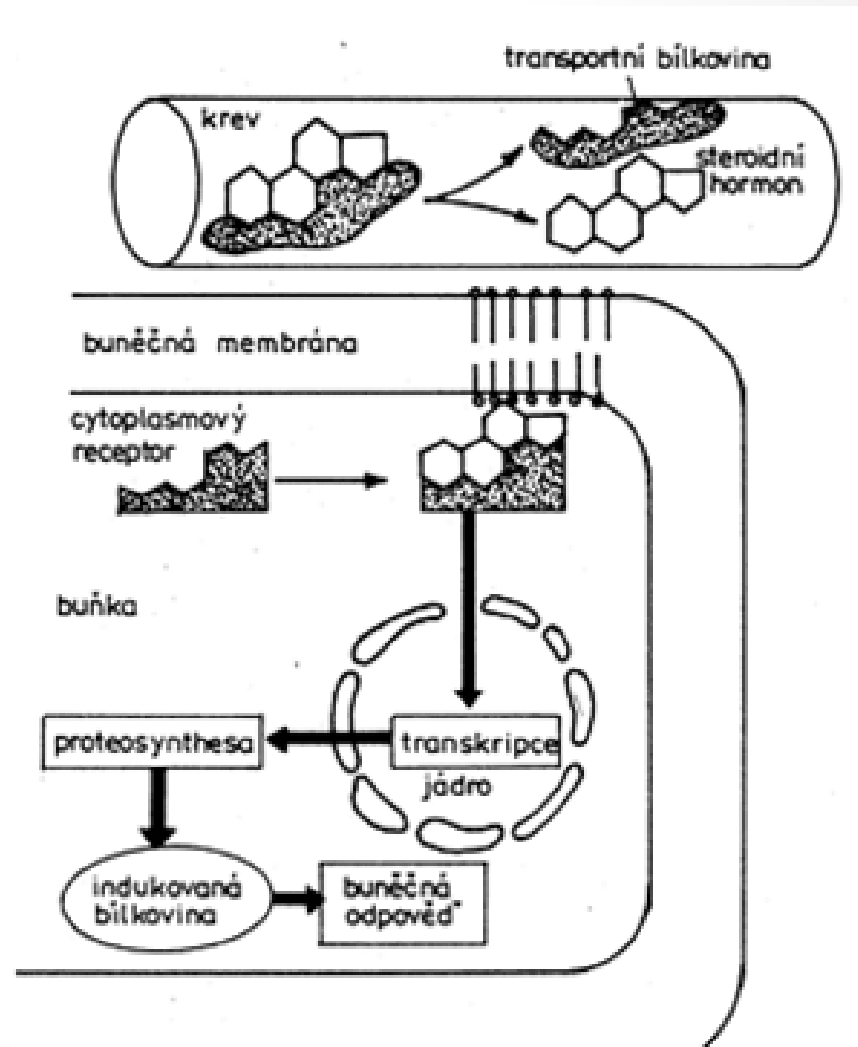 transportní bílkovina
krev
steroidní
hormon
buněčná membrána
cytoplasmový
receptor
buňka
proteosynthesa
transkripce
jádro
indukovaná
bílkovina
buněčná
odpověď